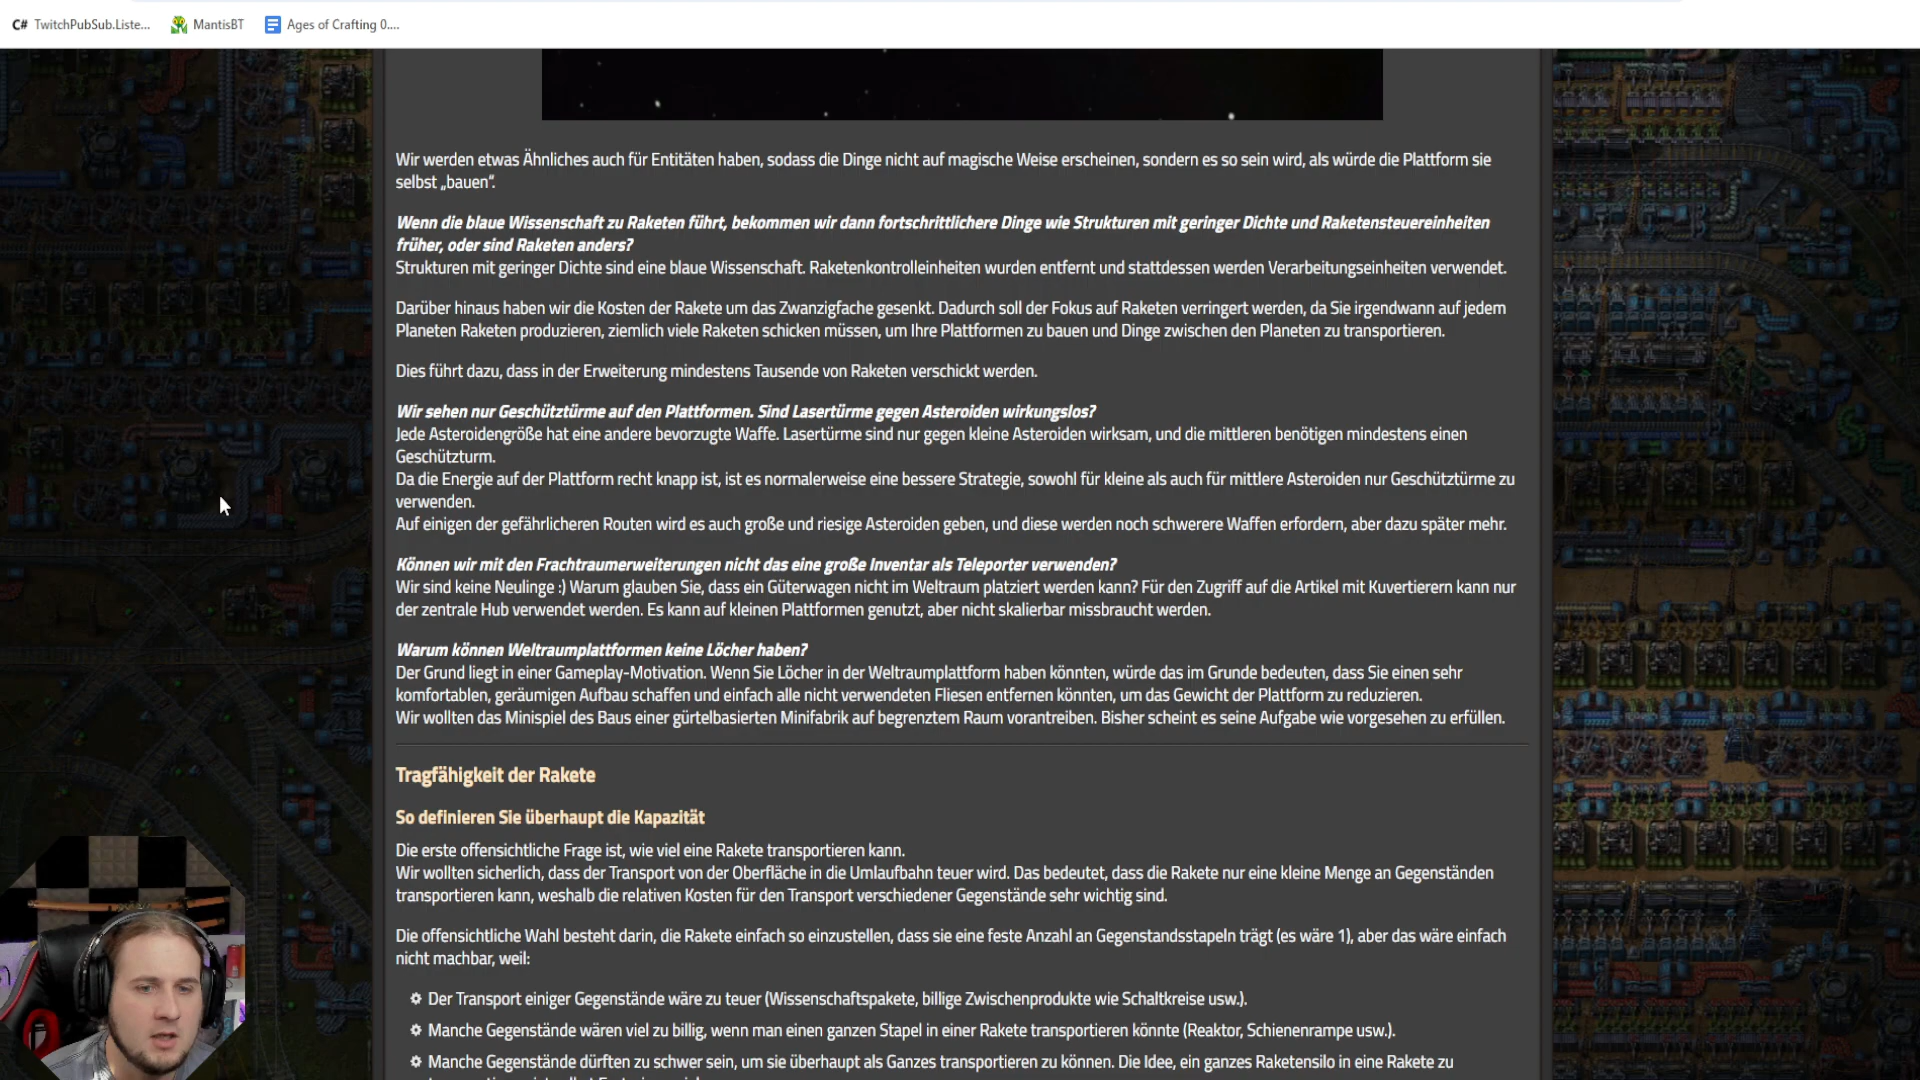 TwitchPubSub.Liste...
MantisBT
Ages of Crafting 0....
Wir werden etwas Ähnliches auch für Entitäten haben, sodass die Dinge nicht auf magische Weise erscheinen, sondern es so sein wird, als würde die Plattform sie
selbst „bauen“.
Wenn die blaue Wissenschaft zu Raketen führt, bekommen wir dann fortschrittlichere Dinge wie Strukturen mit geringer Dichte und Raketensteuereinheiten
früher, oder sind Raketen anders?
Strukturen mit geringer Dichte sind eine blaue Wissenschaft. Raketenkontrolleinheiten wurden entfernt und stattdessen werden Verarbeitungseinheiten verwendet.
Darüber hinaus haben wir die Kosten der Rakete um das Zwanzigfache gesenkt. Dadurch soll der Fokus auf Raketen verringert werden, da Sie irgendwann auf jedem
Planeten Raketen produzieren, ziemlich viele Raketen schicken müssen, um Ihre Plattformen zu bauen und Dinge zwischen den Planeten zu transportieren.
Dies führt dazu, dass in der Erweiterung mindestens Tausende von Raketen verschickt werden.
Wir sehen nur Geschütztürme auf den Plattformen. Sind Lasertürme gegen Asteroiden wirkungslos?
Jede Asteroidengröße hat eine andere bevorzugte Waffe. Lasertürme sind nur gegen kleine Asteroiden wirksam, und die mittleren benötigen mindestens einen
Geschützturm.
Da die Energie auf der Plattform recht knapp ist, ist es normalerweise eine bessere Strategie, sowohl für kleine als auch für mittlere Asteroiden nur Geschütztürme zu
verwenden.
Auf einigen der gefährlicheren Routen wird es auch große und riesige Asteroiden geben, und diese werden noch schwerere Waffen erfordern, aber dazu später mehr.
Können wir mit den Frachtraumerweiterungen nicht das eine große Inventar als Teleporter verwenden?
Wir sind keine Neulinge :) Warum glauben Sie, dass ein Güterwagen nicht im Weltraum platziert werden kann? Für den Zugriff auf die Artikel mit Kuvertierern kann nur
der zentrale Hub verwendet werden. Es kann auf kleinen Plattformen genutzt, aber nicht skalierbar missbraucht werden.
Warum können Weltraumplattformen keine Löcher haben?
Der Grund liegt in einer Gameplay-Motivation. Wenn Sie Löcher in der Weltraumplattform haben könnten, würde das im Grunde bedeuten, dass Sie einen sehr
komfortablen, geräumigen Aufbau schaffen und einfach alle nicht verwendeten Fliesen entfernen könnten, um das Gewicht der Plattform zu reduzieren.
Wir wollten das Minispiel des Baus einer gürtelbasierten Minifabrik auf begrenztem Raum vorantreiben. Bisher scheint es seine Aufgabe wie vorgesehen zu erfüllen.
Tragfähigkeit der Rakete
So definieren Sie überhaupt die Kapazität
Die erste offensichtliche Frage ist, wie viel eine Rakete transportieren kann.
Wir wollten sicherlich, dass der Transport von der Oberfläche in die Umlaufbahn teuer wird. Das bedeutet, dass die Rakete nur eine kleine Menge an Gegenständen
transportieren kann, weshalb die relativen Kosten für den Transport verschiedener Gegenstände sehr wichtig sind.
Die offensichtliche Wahl besteht darin, die Rakete einfach so einzustellen, dass sie eine feste Anzahl an Gegenstandsstapeln trägt (es wäre 1), aber das wäre einfach
nicht machbar, weil:
Der Transport einiger Gegenstände wäre zu teuer (Wissenschaftspakete, billige Zwischenprodukte wie Schaltkreise usw.).
Manche Gegenstände wären viel zu billig, wenn man einen ganzen Stapel in einer Rakete transportieren könnte (Reaktor, Schienenrampe usw.).
Manche Gegenstände dürften zu schwer sein, um sie überhaupt als Ganzes transportieren zu können. Die Idee, ein ganzes Raketensilo in eine Rakete zu